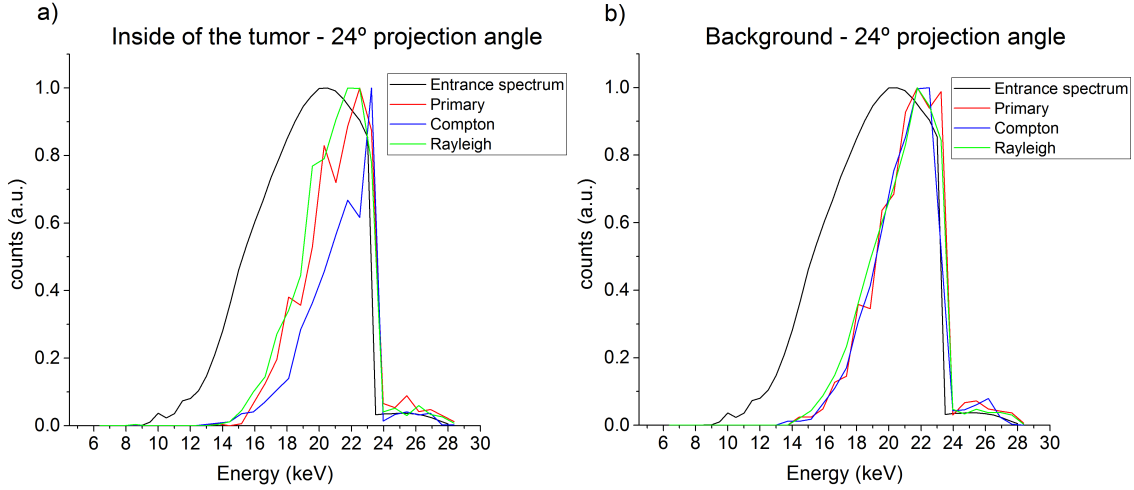 a)
Inside of the tumor - 24º projection angle
Entrance spectrum
Primary
Compton
Rayleigh
1.0
0.8
0.6
0.4
0.2
0.0
counts (a.u.)
6 8 10 12 14 16 18 20 22 24 26 28 30
Energy (keV)
b)
Background - 24º projection angle
Entrance spectrum
Primary
Compton
Rayleigh
1.0
0.8
0.6
0.4
0.2
0.0
counts (a.u.)
6 8 10 12 14 16 18 20 22 24 26 28 30
Energy (keV)